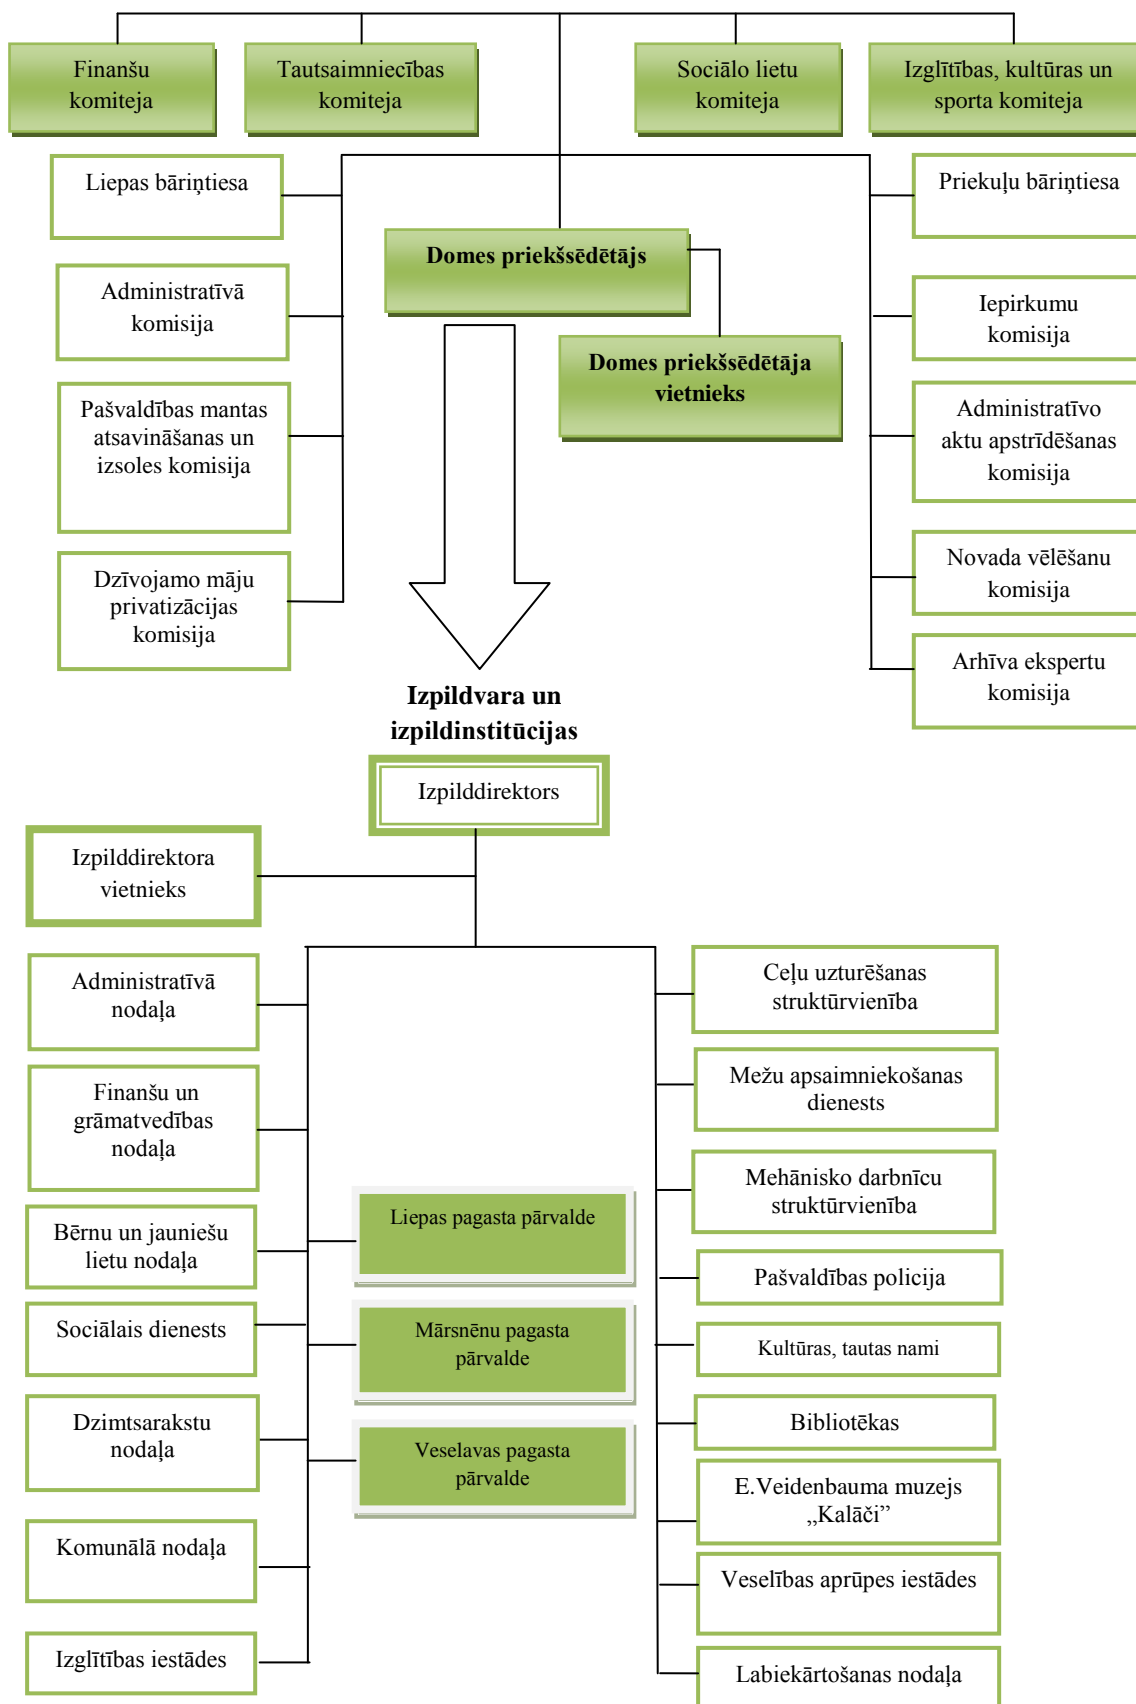 Finanšu
komiteja
Tautsaimniecības
komiteja
Sociālo lietu
komiteja
Izglītības, kultūras un
sporta komiteja
Liepas bāriņtiesa
Priekuļu bāriņtiesa
Domes priekšsēdētājs
Administratīvā
komisija
Iepirkumu
komisija
Domes priekšsēdētāja
vietnieks
Pašvaldības mantas
atsavināšanas un
izsoles komisija
Administratīvo
aktu apstrīdēšanas
komisija
Dzīvojamo māju
privatizācijas
komisija
Novada vēlēšanu
komisija
Arhīva ekspertu
komisija
Izpildvara un
izpildinstitūcijas
Izpilddirektors
Izpilddirektora
vietnieks
Administratīvā
nodaļa
Finanšu un
grāmatvedības
nodaļa
Bērnu un jauniešu
lietu nodaļa
Sociālais dienests
Dzimtsarakstu
nodaļa
Komunālā nodaļa
Izglītības iestādes
Liepas pagasta pārvalde
Mārsnēnu pagasta
pārvalde
Veselavas pagasta
pārvalde
Ceļu uzturēšanas
struktūrvienība
Mežu apsaimniekošanas
dienests
Mehānisko darbnīcu
struktūrvienība
Pašvaldības policija
Kultūras, tautas nami
Bibliotēkas
E.Veidenbauma muzejs
„Kalāči”
Veselības aprūpes iestādes
Labiekārtošanas nodaļa